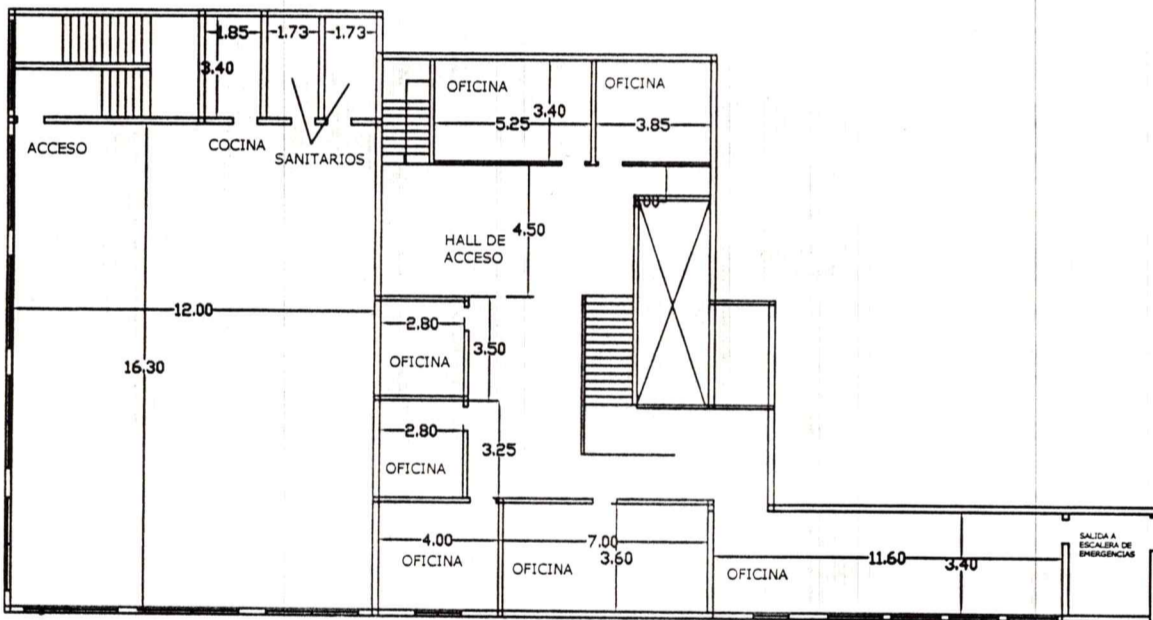 1.85
1.73
1.73
3.40
ACCESO
COCINA
SANITARIOS
OFICINA
3.40
5.25
OFICINA
3.85
HALL DE
ACCESO
4.50
12.00
16.30
2.80
OFICINA
3.50
2.80
OFICINA
3.25
4.00
OFICINA
7.00
3.60
OFICINA
OFICINA
11.60
3.40
SALIDA A
ESCALERA DE
EMERGENCIAS